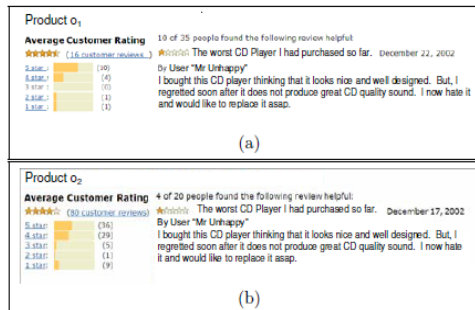 Product o1
Average Customer Rating
(16 customer reviews )
5 star : (10)
4 star : (4)
3 star : (0)
2 star : (1)
1 star : (1)
10 of 35 people found the following review helpful:
The worst CD Player I had purchased so far. December 22, 2002
By User "Mr Unhappy"
I bought this CD player thinking that it looks nice and well designed. But, I
regretted soon after it does not produce great CD quality sound. I now hate it
and would like to replace it asap.
(a)
Product o2
Average Customer Rating
(80 customer reviews)
5 star: (36)
4 star: (29)
3 star: (5)
2 star: (1)
1 star: (9)
4 of 20 people found the following review helpful:
The worst CD Player I had purchased so far. December 17, 2002
By User "Mr Unhappy"
I bought this CD player thinking that it looks nice and well designed. But, I
regretted soon after it does not produce great CD quality sound. I now hate
it and would like to replace it asap.
(b)